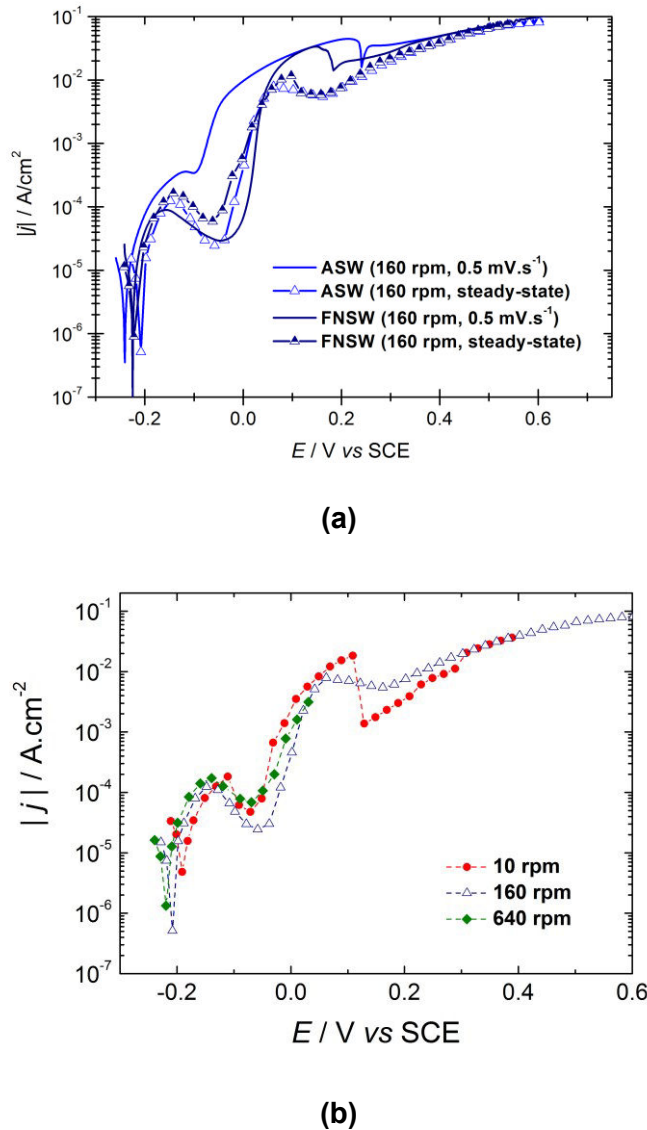 10⁻¹
10⁻²
10⁻³
10⁻⁴
10⁻⁵
10⁻⁶
10⁻⁷
|j| / A/cm²
ASW (160 rpm, 0.5 mV.s⁻¹)
ASW (160 rpm, steady-state)
FNSW (160 rpm, 0.5 mV.s⁻¹)
FNSW (160 rpm, steady-state)
-0.2 0.0 0.2 0.4 0.6
E / V vs SCE
(a)
10⁻¹
10⁻²
10⁻³
10⁻⁴
10⁻⁵
10⁻⁶
10⁻⁷
| j | / A.cm⁻²
10 rpm
160 rpm
640 rpm
-0.2 0.0 0.2 0.4 0.6
E / V vs SCE
(b)